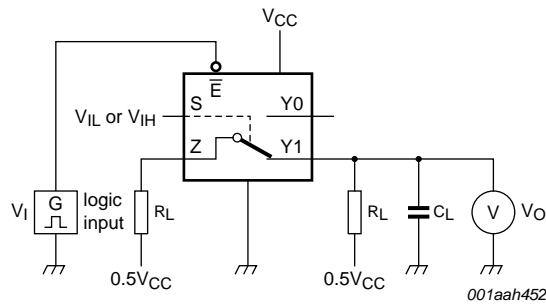 VCC
E
S
Y0
VIL or VIH
Z
Y1
VI
G
logic
input
RL
RL
CL
V
VO
0.5VCC
0.5VCC
001aah452